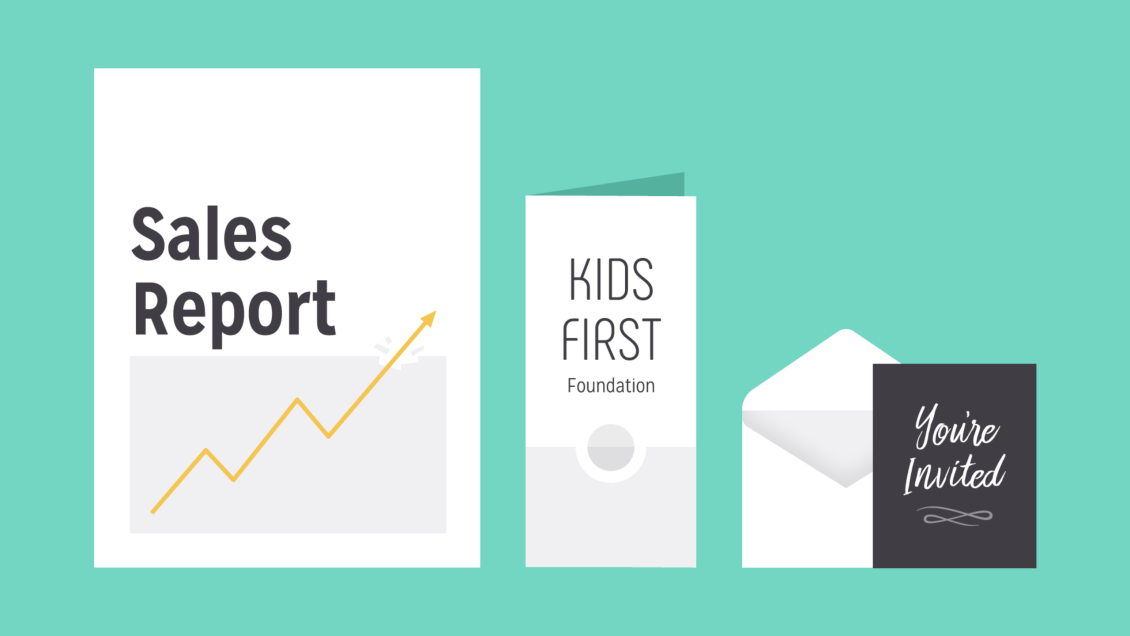 Sales
Report
KIDS
FIRST
Foundation
You're
Invited